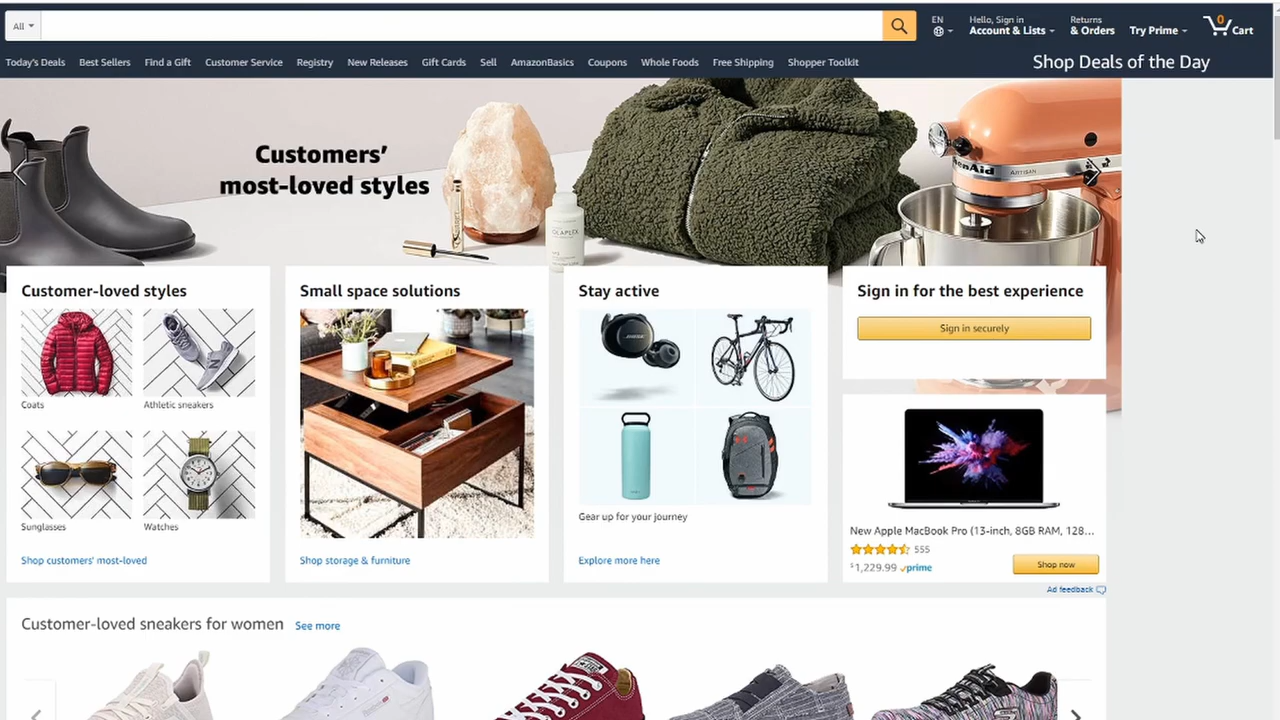 All
EN
Hello, Sign in
Account & Lists
Returns
& Orders
Try Prime
0
Cart
Today's Deals
Best Sellers
Find a Gift
Customer Service
Registry
New Releases
Gift Cards
Sell
AmazonBasics
Coupons
Whole Foods
Free Shipping
Shopper Toolkit
Shop Deals of the Day
Customers'
most-loved styles
OLAPLEX
ARTISAN
Customer-loved styles
Coats
Athletic sneakers
Sunglasses
Watches
Shop customers' most-loved
Small space solutions
Shop storage & furniture
Stay active
BOSE
Gear up for your journey
Explore more here
Sign in for the best experience
Sign in securely
New Apple MacBook Pro (13-inch, 8GB RAM, 128...
555
$1,229.99 prime
Shop now
Ad feedback
Customer-loved sneakers for women See more